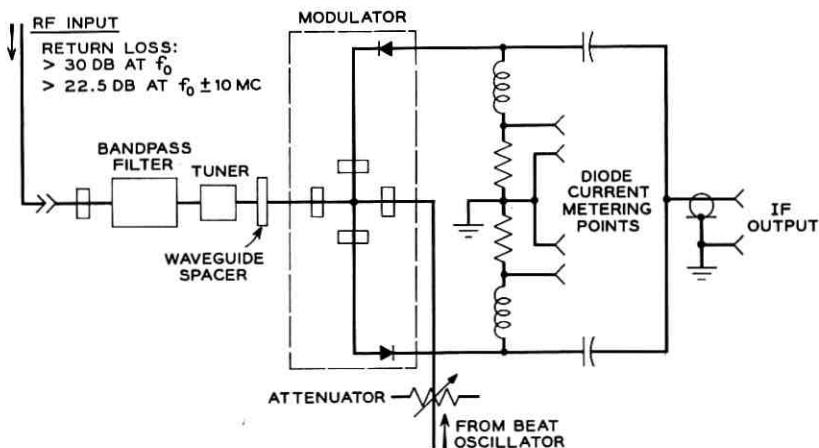 RF INPUT
RETURN LOSS:
> 30 DB AT f₀
> 22.5 DB AT f₀ ± 10 MC
MODULATOR
BANDPASS
FILTER
TUNER
WAVEGUIDE
SPACER
DIODE
CURRENT
METERING
POINTS
IF
OUTPUT
ATTENUATOR
FROM BEAT
OSCILLATOR